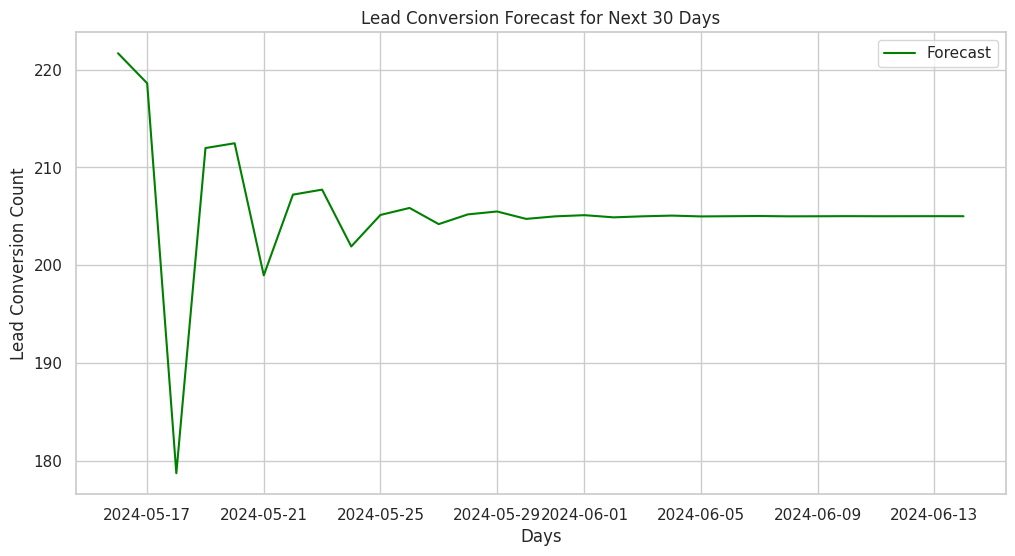 Lead Conversion Forecast for Next 30 Days
Forecast
Lead Conversion Count
220
210
200
190
180
2024-05-17 2024-05-21 2024-05-25 2024-05-29 2024-06-01 2024-06-05 2024-06-09 2024-06-13
Days